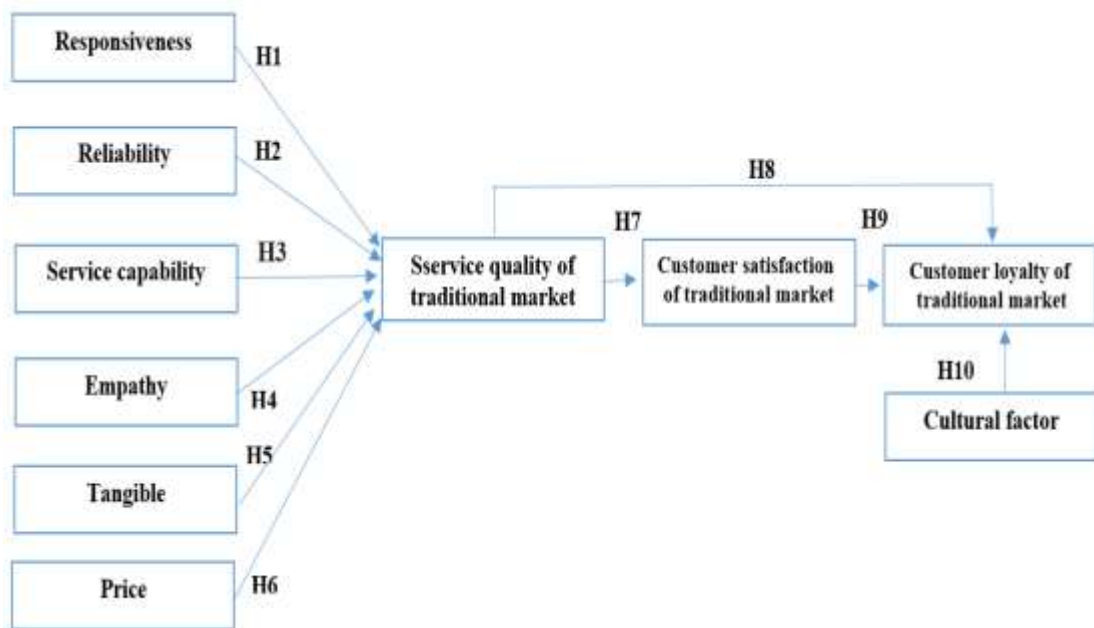 Responsiveness
H1
Reliability
H2
H8
H7
H9
Service capability
H3
Sservice quality of
traditional market
Customer satisfaction
of traditional market
Customer loyalty of
traditional market
Empathy
H4
H10
Cultural factor
H5
Tangible
Price
H6